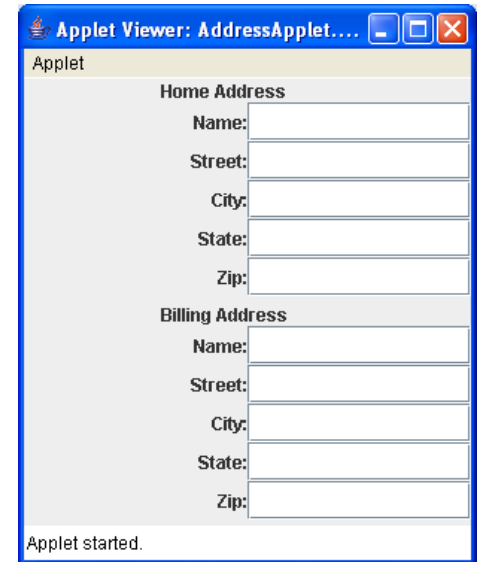 Applet Viewer: AddressApplet....
Applet
Home Address
Name:
Street:
City:
State:
Zip:
Billing Address
Name:
Street:
City:
State:
Zip:
Applet started.